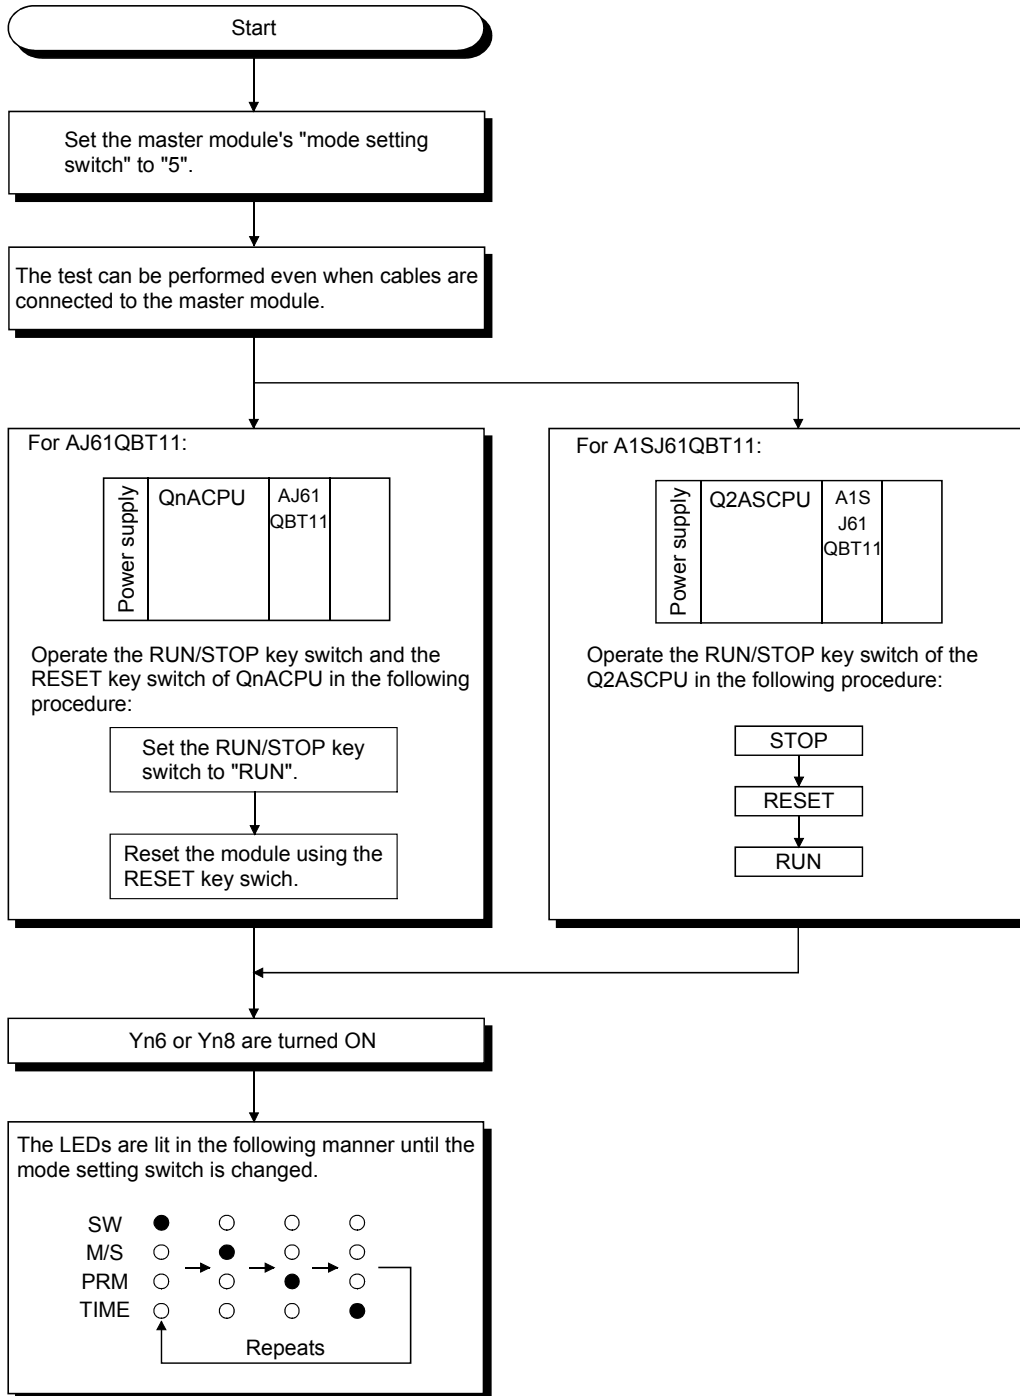 Start
Set the master module's "mode setting
switch" to "5".
The test can be performed even when cables are
connected to the master module.
For AJ61QBT11:
Power supply
QnACPU
AJ61
QBT11
Operate the RUN/STOP key switch and the
RESET key switch of QnACPU in the following
procedure:
Set the RUN/STOP key
switch to "RUN".
Reset the module using the
RESET key swich.
For A1SJ61QBT11:
Power supply
Q2ASCPU
A1S
J61
QBT11
Operate the RUN/STOP key switch of the
Q2ASCPU in the following procedure:
STOP
RESET
RUN
Yn6 or Yn8 are turned ON
The LEDs are lit in the following manner until the
mode setting switch is changed.
SW
M/S
PRM
TIME
Repeats